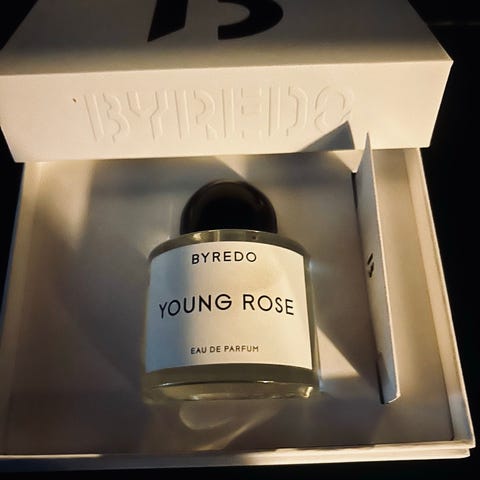 B
BYREDO
BYREDO
YOUNG ROSE
EAU DE PARFUM